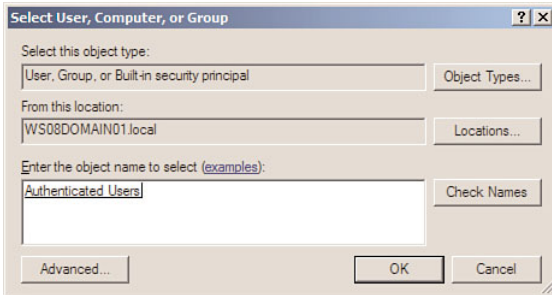 Select User, Computer, or Group
Select this object type:
User, Group, or Built-in security principal
Object Types...
From this location:
WS08DOMAIN01.local
Locations...
Enter the object name to select (examples):
Authenticated Users
Check Names
Advanced...
OK
Cancel